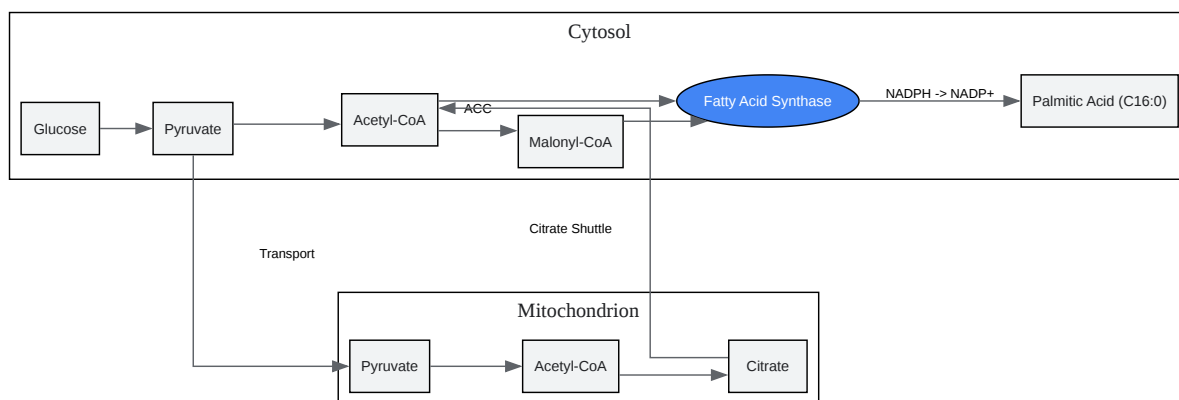 Cytosol
Glucose
Pyruvate
Acetyl-CoA
ACC
Malonyl-CoA
Fatty Acid Synthase
NADPH -> NADP+
Palmitic Acid (C16:0)
Citrate Shuttle
Transport
Mitochondrion
Pyruvate
Acetyl-CoA
Citrate